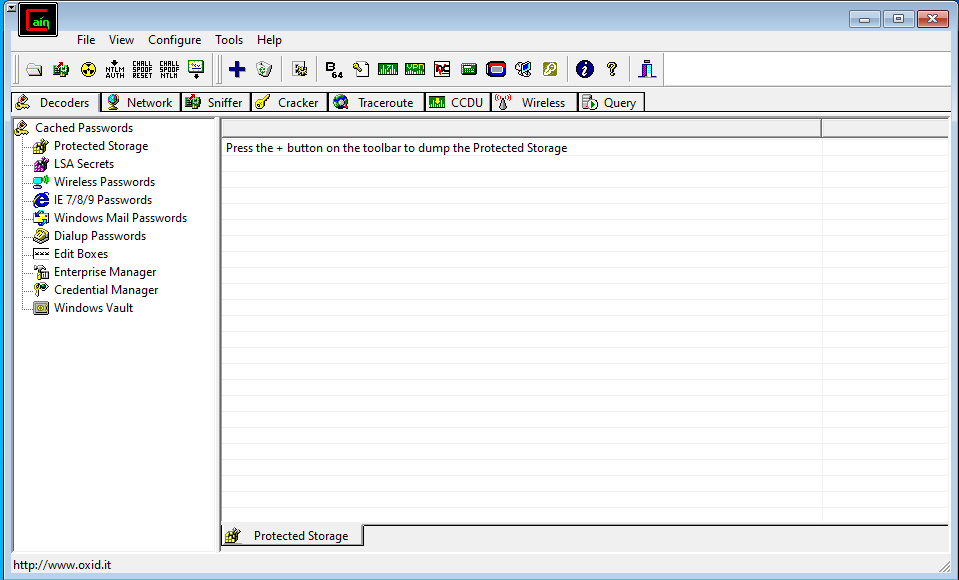 Cain
File View Configure Tools Help
NTLM AUTH CHALL SPOOF RESET CHALL SPOOF NTLM B64 VPN
Decoders Network Sniffer Cracker Traceroute CCDU Wireless Query
Cached Passwords
Protected Storage
Press the + button on the toolbar to dump the Protected Storage
LSA Secrets
Wireless Passwords
IE 7/8/9 Passwords
Windows Mail Passwords
Dialup Passwords
Edit Boxes
Enterprise Manager
Credential Manager
Windows Vault
Protected Storage
http://www.oxid.it